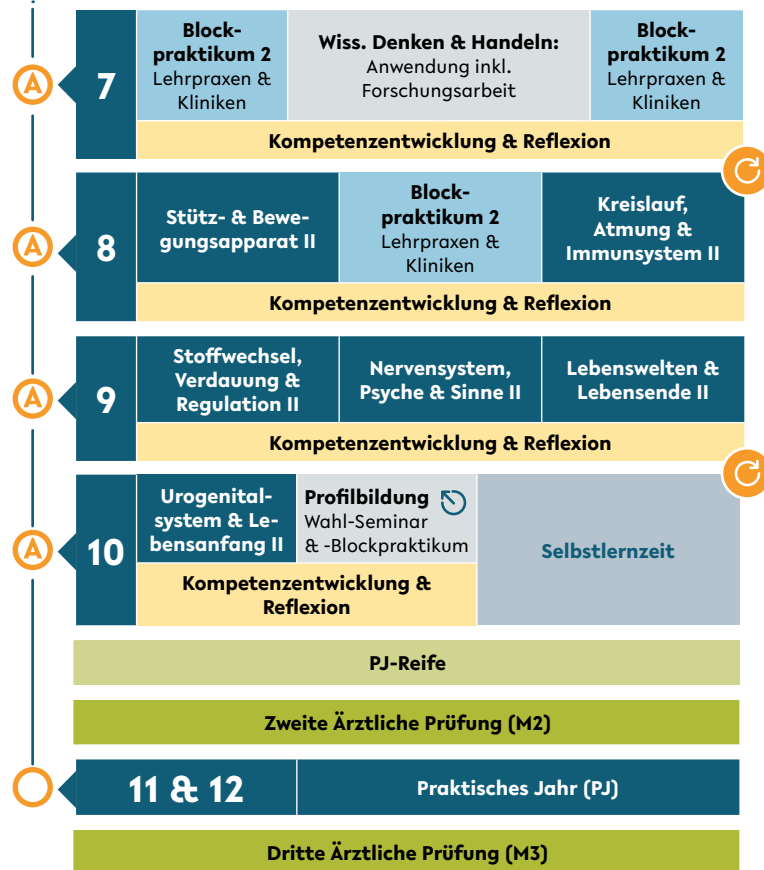 A
7
Block-
praktikum 2
Lehrpraxen &
Kliniken
Wiss. Denken & Handeln:
Anwendung inkl.
Forschungsarbeit
Block-
praktikum 2
Lehrpraxen &
Kliniken
Kompetenzentwicklung & Reflexion
A
8
Stütz- & Bewe-
gungsapparat II
Block-
praktikum 2
Lehrpraxen &
Kliniken
Kreislauf,
Atmung &
Immunsystem II
Kompetenzentwicklung & Reflexion
A
9
Stoffwechsel,
Verdauung &
Regulation II
Nervensystem,
Psyche & Sinne II
Lebenswelten &
Lebensende II
Kompetenzentwicklung & Reflexion
A
10
Urogenital-
system & Le-
bensanfang II
Profilbildung
Wahl-Seminar
& -Blockpraktikum
Selbstlernzeit
Kompetenzentwicklung &
Reflexion
PJ-Reife
Zweite Ärztliche Prüfung (M2)
11 & 12
Praktisches Jahr (PJ)
Dritte Ärztliche Prüfung (M3)